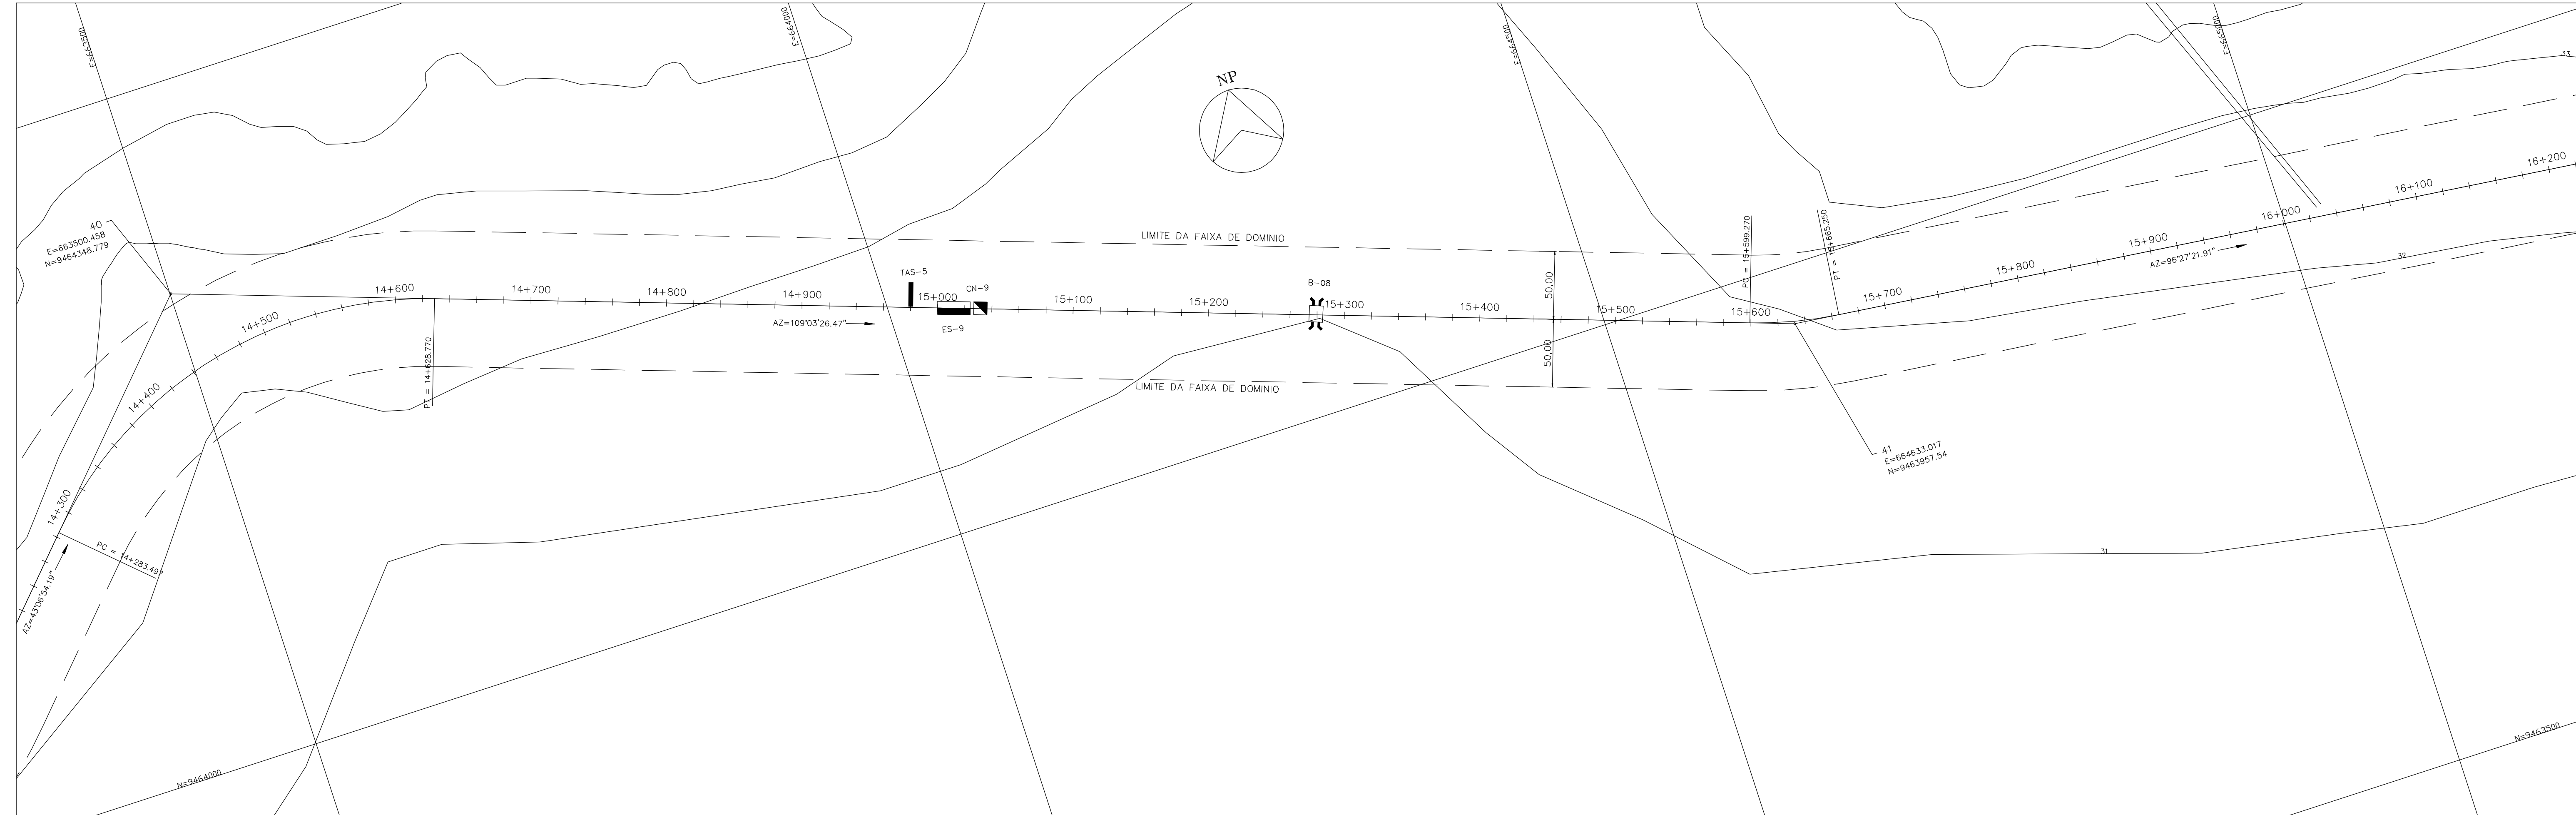 E=663500
E=664000
E=664500
E=665000
33
NP
40
E=663500.458
N=9464348.779
LIMITE DA FAIXA DE DOMINIO
PC = 15+599.270
PT = 15+665.250
16+200
16+100
16+000
15+900
AZ=96°27'21.91"
15+800
15+700
32
TAS-5
CN-9
B-08
14+600
14+700
14+800
14+900
15+000
15+100
15+200
15+300
15+400
15+500
15+600
50,00
50,00
14+500
AZ=109°03'26.47"
ES-9
PT = 14+628.770
14+400
LIMITE DA FAIXA DE DOMINIO
41
E=664633.017
N=9463957.54
14+300
PC = 14+283.497
AZ=43°06'54.19"
31
N=9464000
N=9463500